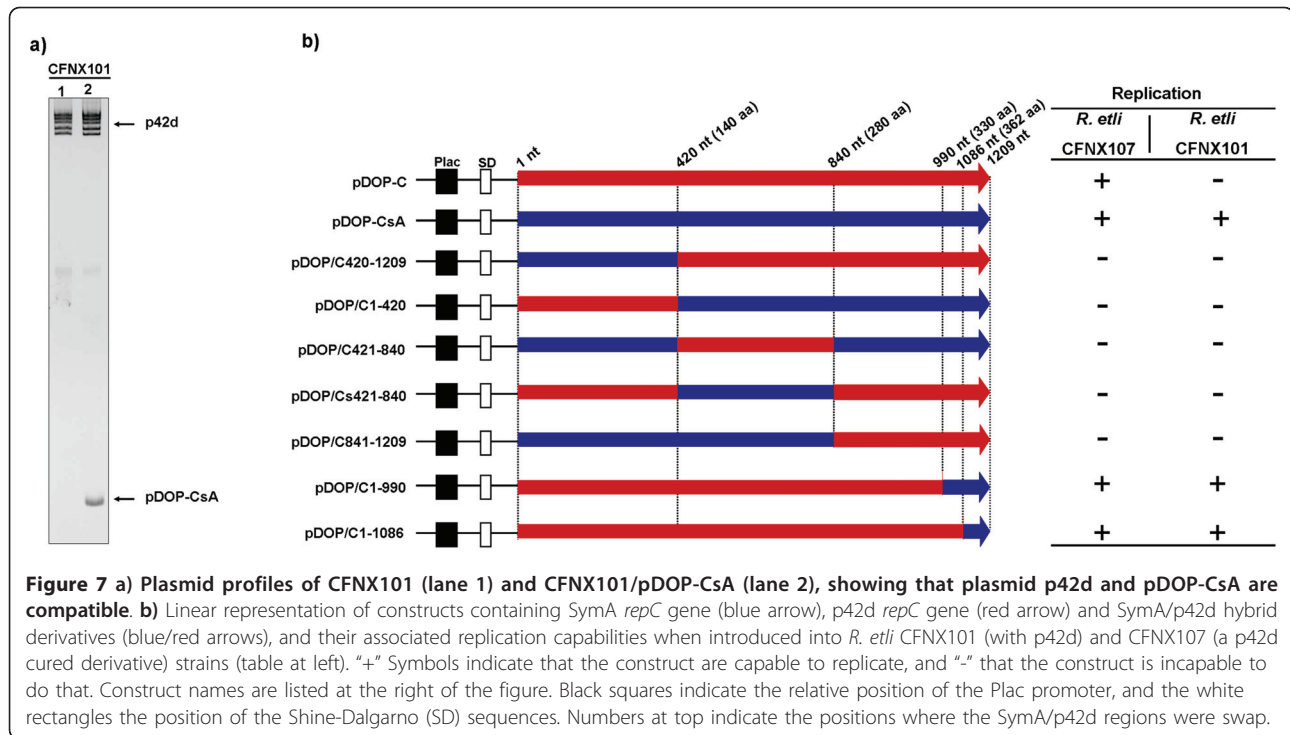 a)
CFNX101
1 2
p42d
pDOP-CsA
b)
Plac
SD
1 nt
420 nt (140 aa)
840 nt (280 aa)
990 nt (330 aa)
1086 nt (362 aa)
1209 nt
Replication
R. etli R. etli
CFNX107 CFNX101
pDOP-C + -
pDOP-CsA + +
pDOP/C420-1209 - -
pDOP/C1-420 - -
pDOP/C421-840 - -
pDOP/Cs421-840 - -
pDOP/C841-1209 - -
pDOP/C1-990 + +
pDOP/C1-1086 + +
Figure 7 a) Plasmid profiles of CFNX101 (lane 1) and CFNX101/pDOP-CsA (lane 2), showing that plasmid p42d and pDOP-CsA are
compatible. b) Linear representation of constructs containing SymA repC gene (blue arrow), p42d repC gene (red arrow) and SymA/p42d hybrid
derivatives (blue/red arrows), and their associated replication capabilities when introduced into R. etli CFNX101 (with p42d) and CFNX107 (a p42d
cured derivative) strains (table at left). "+" Symbols indicate that the construct are capable to replicate, and "-" that the construct is incapable to
do that. Construct names are listed at the right of the figure. Black squares indicate the relative position of the Plac promoter, and the white
rectangles the position of the Shine-Dalgarno (SD) sequences. Numbers at top indicate the positions where the SymA/p42d regions were swap.